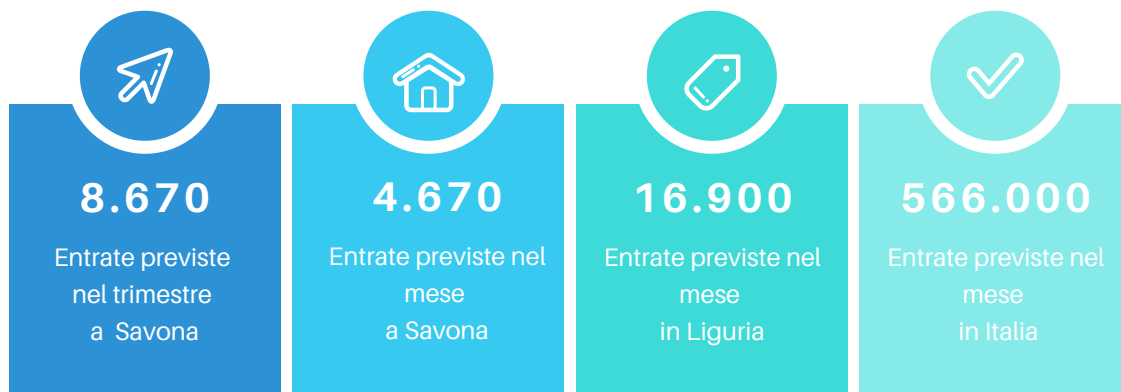 8.670
Entrate previste
nel trimestre
a Savona
4.670
Entrate previste nel
mese
a Savona
16.900
Entrate previste nel
mese
in Liguria
566.000
Entrate previste nel
mese
in Italia